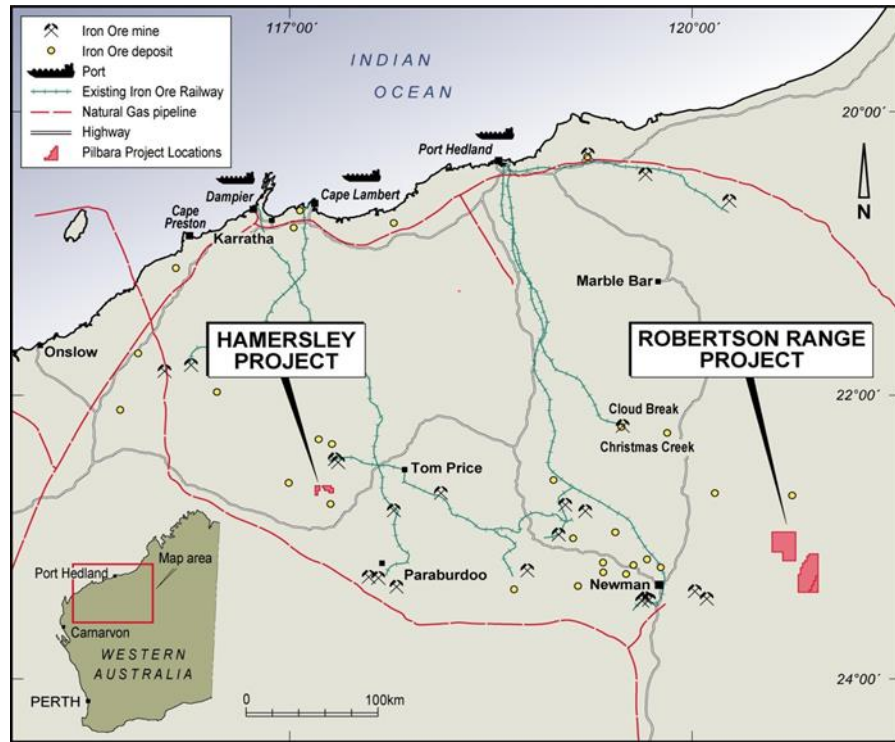 Iron Ore mine
Iron Ore deposit
Port
Existing Iron Ore Railway
Natural Gas pipeline
Highway
Pilbara Project Locations
117°00´
120°00´
INDIAN
OCEAN
20°00´
Port Hedland
Dampier
Cape Lambert
Cape
Preston
Karratha
N
Marble Bar
HAMERSLEY
PROJECT
ROBERTSON RANGE
PROJECT
Onslow
22°00´
Cloud Break
Christmas Creek
Tom Price
Paraburdoo
Newman
Map area
Port Hedland
Carnarvon
WESTERN
AUSTRALIA
PERTH
0
100km
24°00´